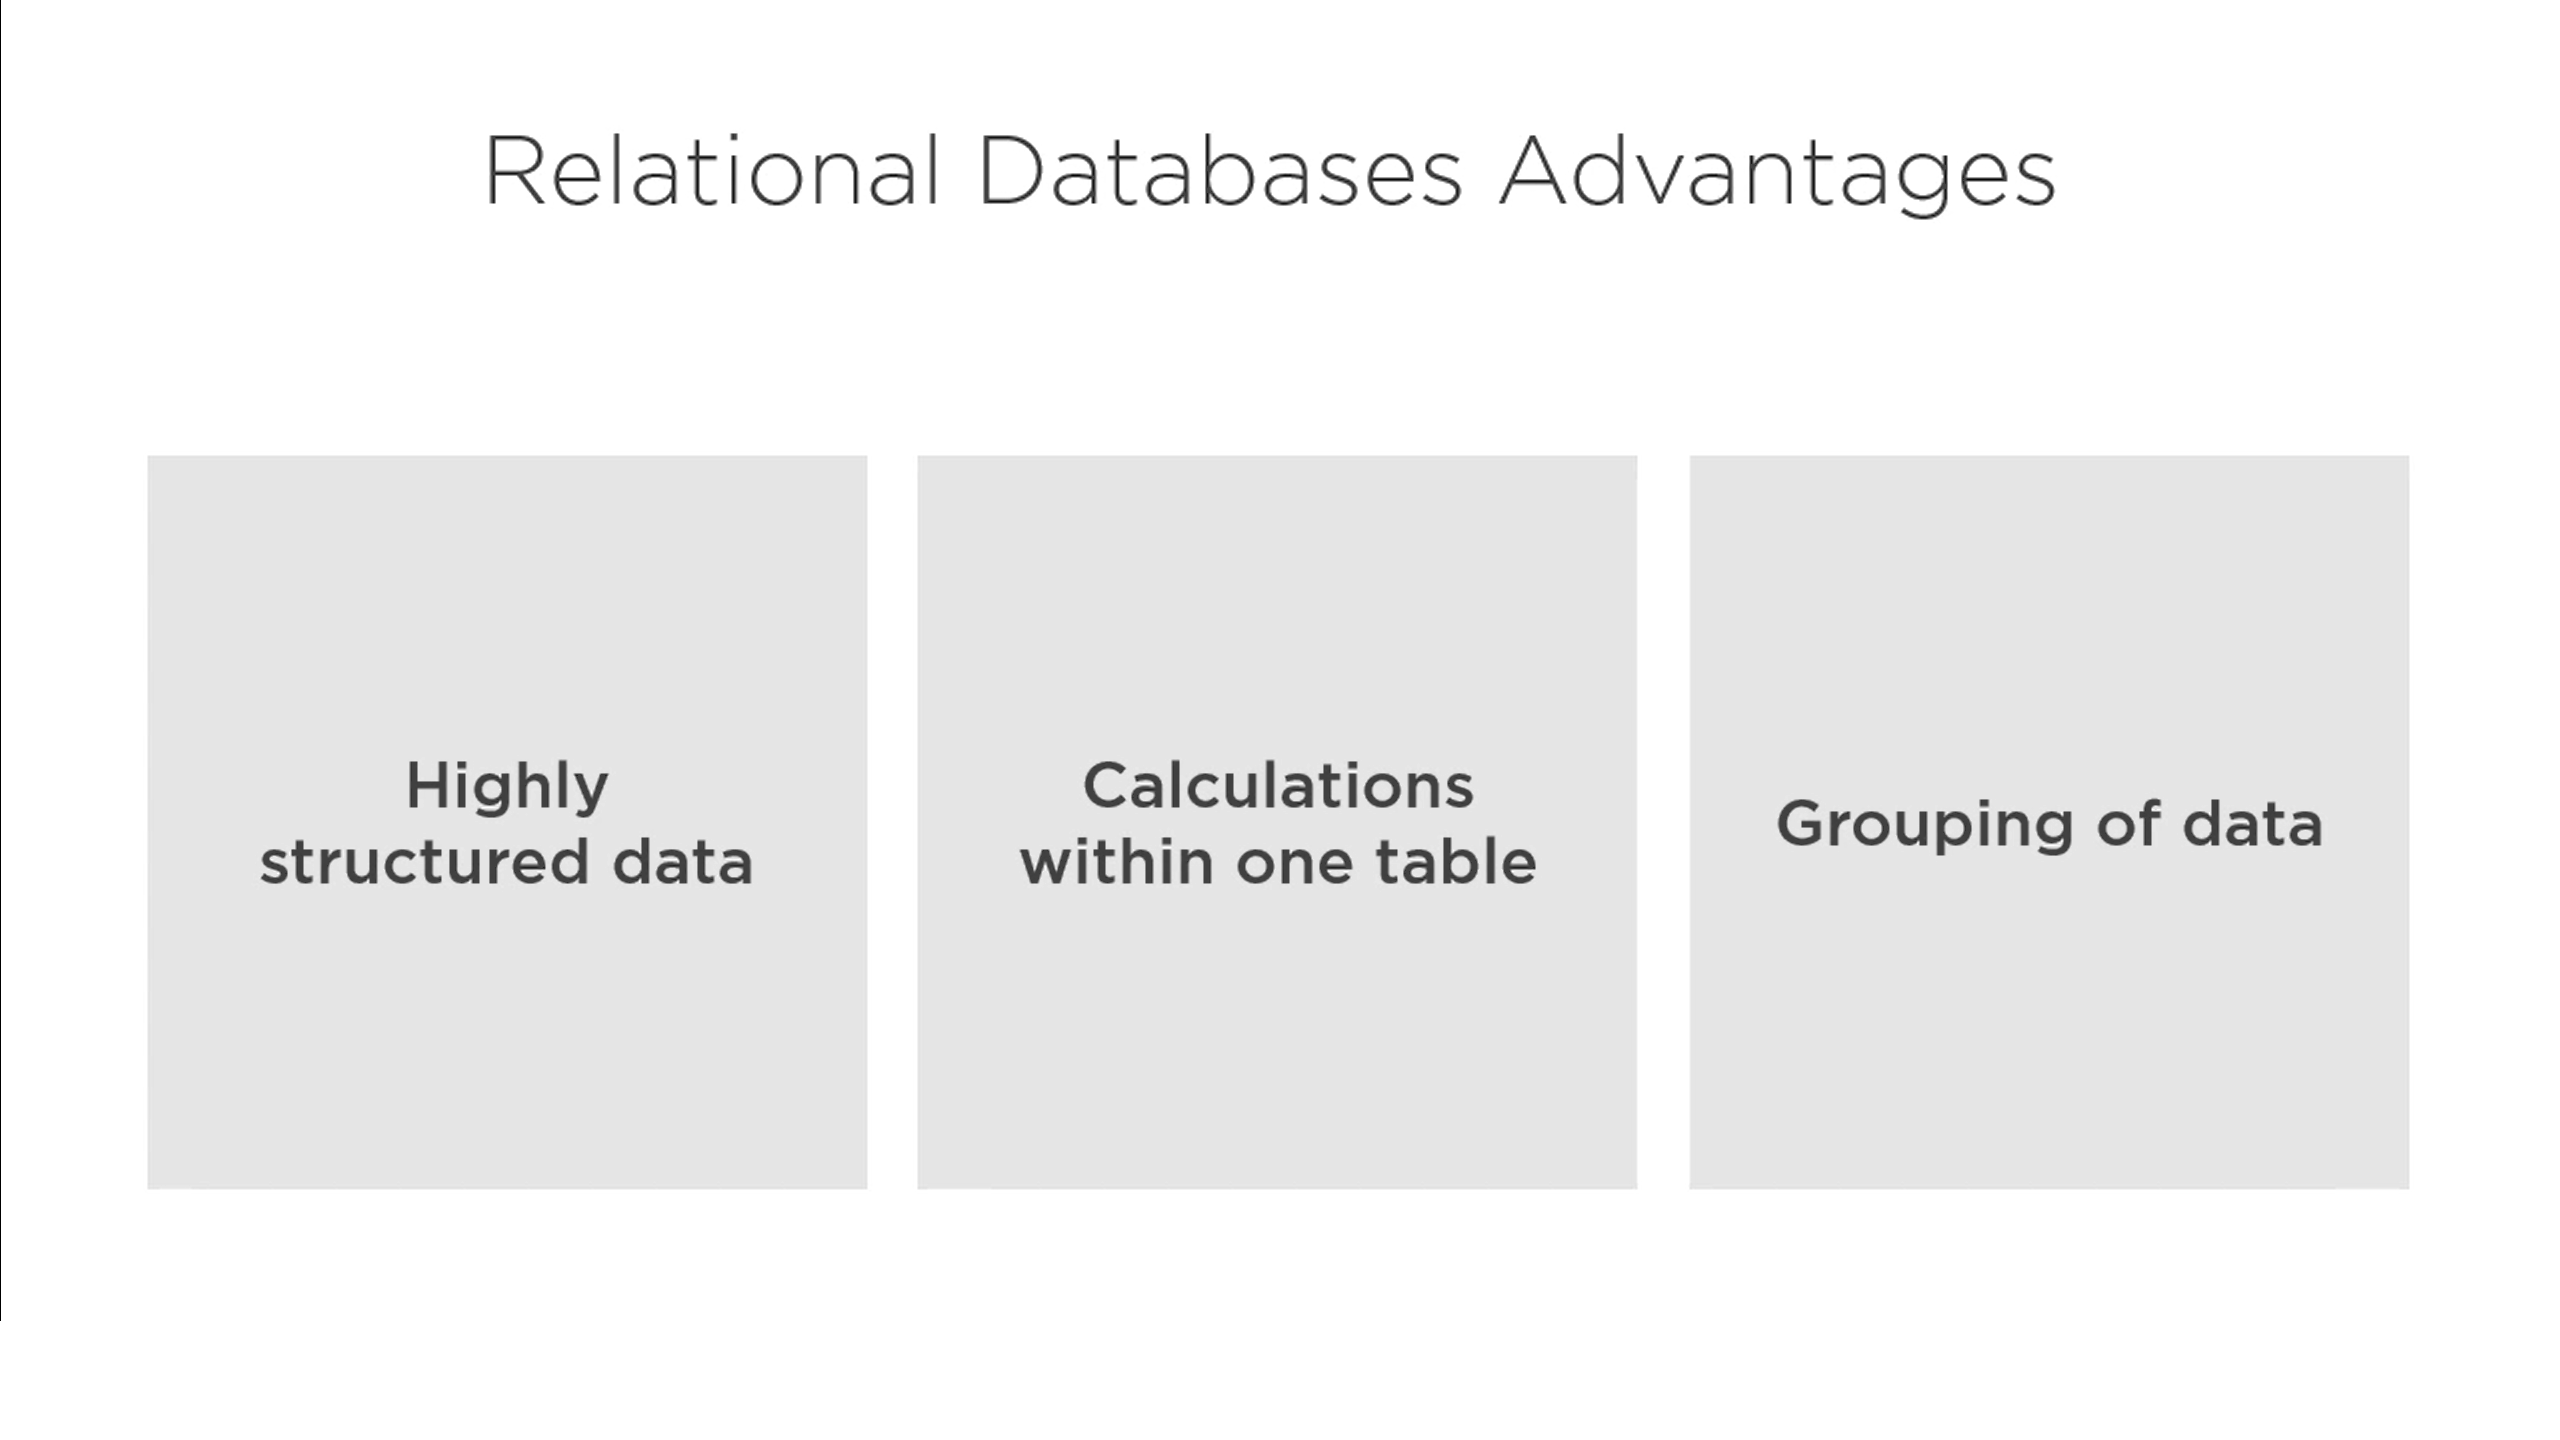 Relational Databases Advantages
Highly
structured data
Calculations
within one table
Grouping of data